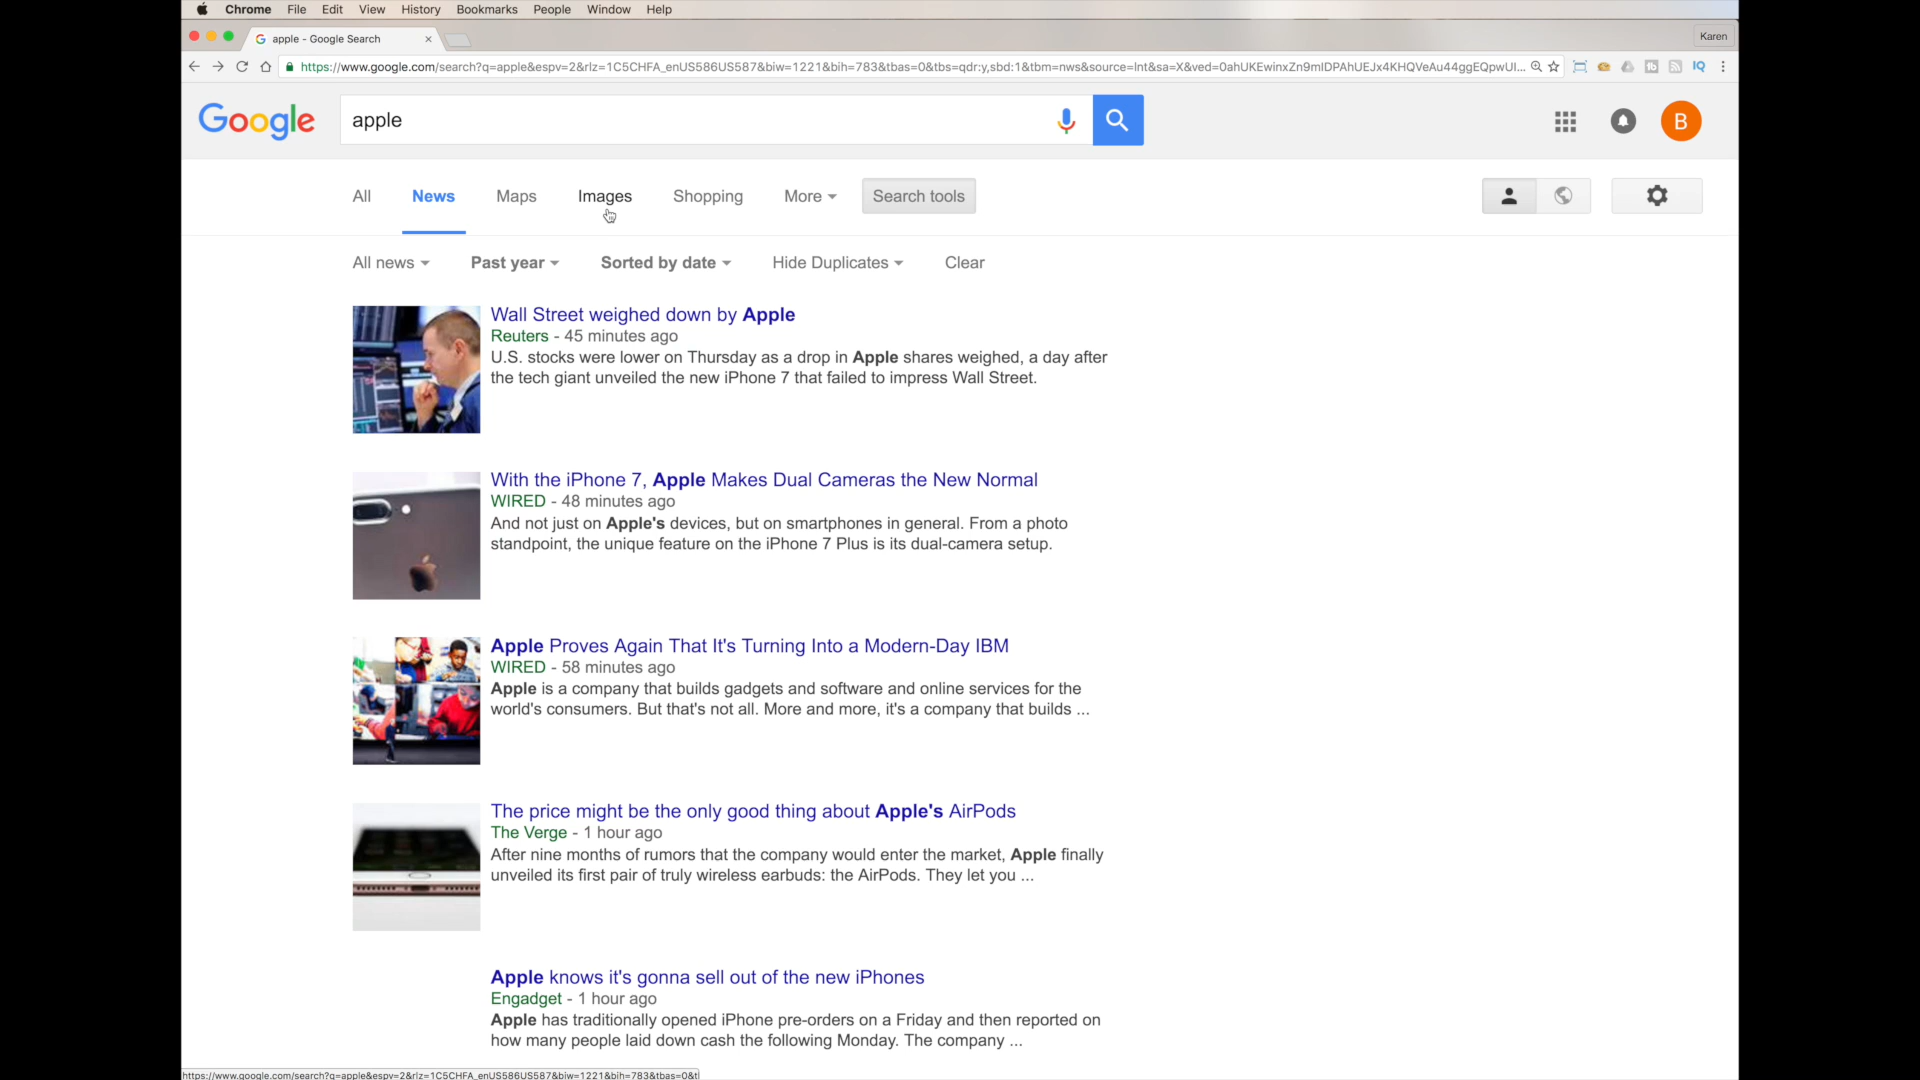 Chrome File Edit View History Bookmarks People Window Help
apple - Google Search
Karen
https://www.google.com/search?q=apple&espv=2&rlz=1C5CHFA_enUS586US587&biw=1221&bih=783&tbas=0&tbs=qdr:y,sbd:1&tbm=nws&source=lnt&sa=X&ved=0ahUKEwinxZn9mIDPAhUEJx4KHQVeAu44ggEQpwUI...
IQ
Google
apple
B
All News Maps Images Shopping More Search tools
All news Past year Sorted by date Hide Duplicates Clear
Wall Street weighed down by Apple
Reuters - 45 minutes ago
U.S. stocks were lower on Thursday as a drop in Apple shares weighed, a day after
the tech giant unveiled the new iPhone 7 that failed to impress Wall Street.
With the iPhone 7, Apple Makes Dual Cameras the New Normal
WIRED - 48 minutes ago
And not just on Apple's devices, but on smartphones in general. From a photo
standpoint, the unique feature on the iPhone 7 Plus is its dual-camera setup.
Apple Proves Again That It's Turning Into a Modern-Day IBM
WIRED - 58 minutes ago
Apple is a company that builds gadgets and software and online services for the
world's consumers. But that's not all. More and more, it's a company that builds ...
The price might be the only good thing about Apple's AirPods
The Verge - 1 hour ago
After nine months of rumors that the company would enter the market, Apple finally
unveiled its first pair of truly wireless earbuds: the AirPods. They let you ...
Apple knows it's gonna sell out of the new iPhones
Engadget - 1 hour ago
Apple has traditionally opened iPhone pre-orders on a Friday and then reported on
how many people laid down cash the following Monday. The company ...
https://www.google.com/search?q=apple&espv=2&rlz=1C5CHFA_enUS586US587&biw=1221&bih=783&tbas=0&t